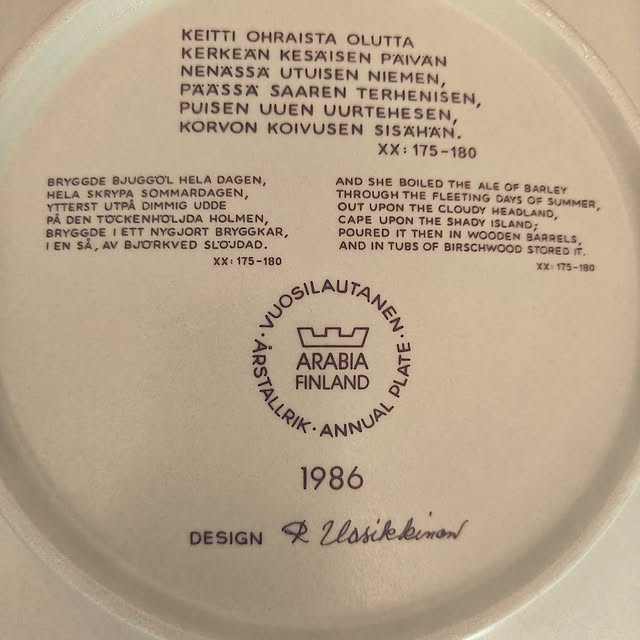 KEITTI OHRAISTA OLUTTA
KERKEÄN KESÄISEN PÄIVÄN
NENÄSSÄ UTUISEN NIEMEN,
PÄÄSSÄ SAAREN TERHENISEN,
PUISEN UUEN UURTEHESEN,
KORVON KOIVUSEN SISÄHÄN.
XX: 175-180
BRYGGDE BJUGGÖL HELA DAGEN,
HELA SKRYPA SOMMARDAGEN,
YTTERST UTPÅ DIMMIG UDDE
PÅ DEN TÖCKENHÖLJDA HOLMEN,
BRYGGDE I ETT NYGJORT BRYGGKAR,
I EN SÅ, AV BJÖRKVED SLÖJDAD.
XX: 175-180
AND SHE BOILED THE ALE OF BARLEY
THROUGH THE FLEETING DAYS OF SUMMER,
OUT UPON THE CLOUDY HEADLAND,
CAPE UPON THE SHADY ISLAND;
POURED IT THEN IN WOODEN BARRELS,
AND IN TUBS OF BIRSCHWOOD STORED IT.
XX: 175-180
· VUOSILAUTANEN · ANNUAL PLATE · ÅRSTALLRIK
ARABIA
FINLAND
1986
DESIGN R Uosikkinen